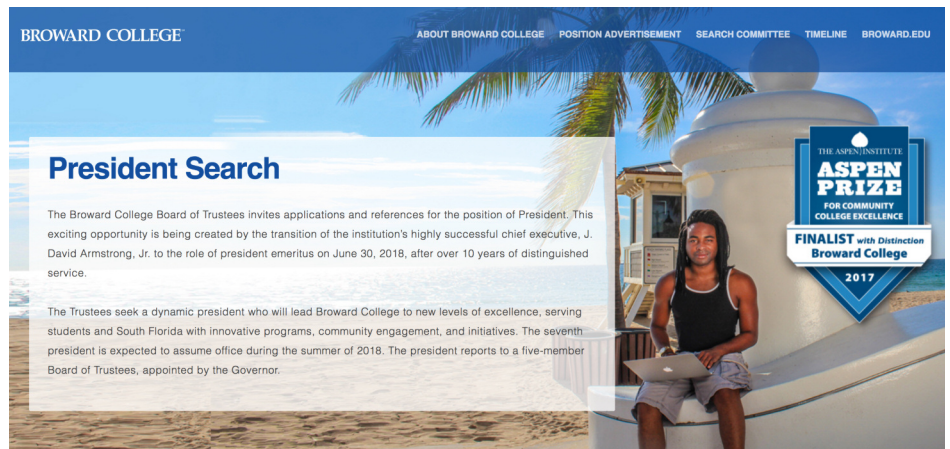 BROWARD COLLEGE
ABOUT BROWARD COLLEGE POSITION ADVERTISEMENT SEARCH COMMITTEE TIMELINE BROWARD.EDU
President Search
The Broward College Board of Trustees invites applications and references for the position of President. This
exciting opportunity is being created by the transition of the institution's highly successful chief executive, J.
David Armstrong, Jr. to the role of president emeritus on June 30, 2018, after over 10 years of distinguished
service.
The Trustees seek a dynamic president who will lead Broward College to new levels of excellence, serving
students and South Florida with innovative programs, community engagement, and initiatives. The seventh
president is expected to assume office during the summer of 2018. The president reports to a five-member
Board of Trustees, appointed by the Governor.
THE ASPEN INSTITUTE
ASPEN
PRIZE
FOR COMMUNITY
COLLEGE EXCELLENCE
FINALIST with Distinction
Broward College
2017